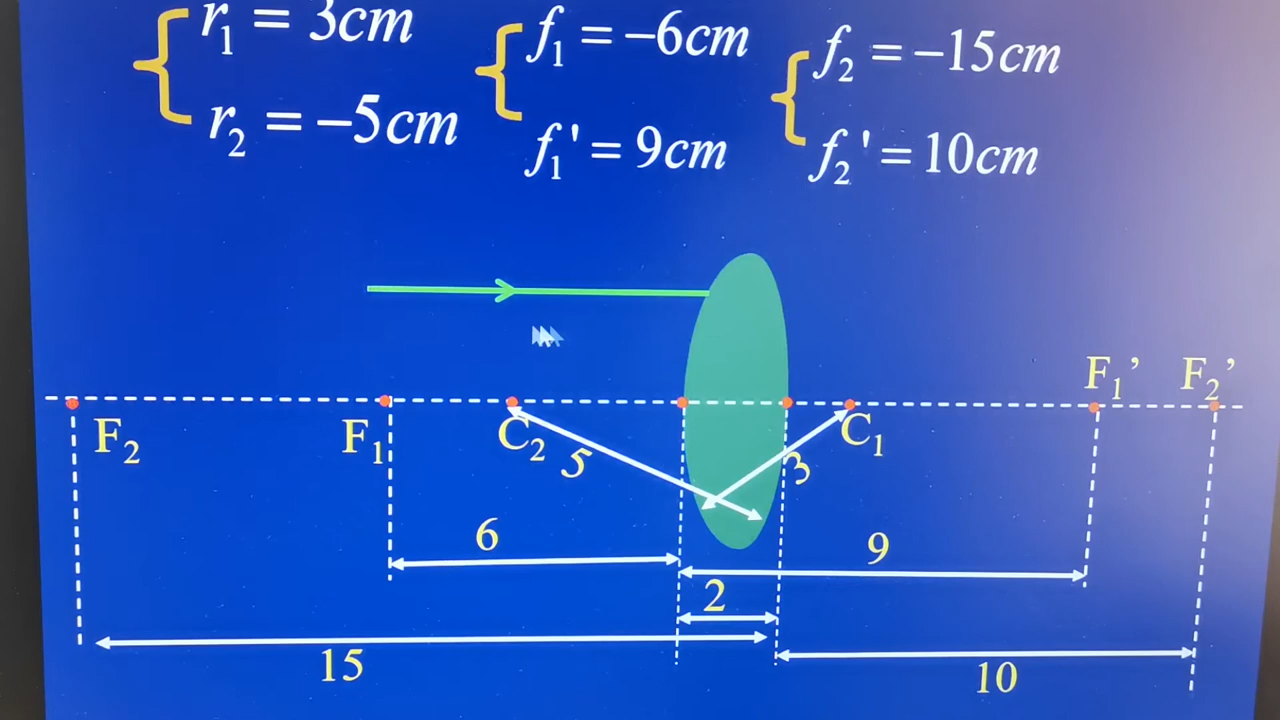 r₁ = 3cm
r₂ = −5cm
f₁ = −6cm
f₁' = 9cm
f₂ = −15cm
f₂' = 10cm
F₁'
F₂'
F₂
F₁
C₂
5
C₁
3
6
9
2
15
10